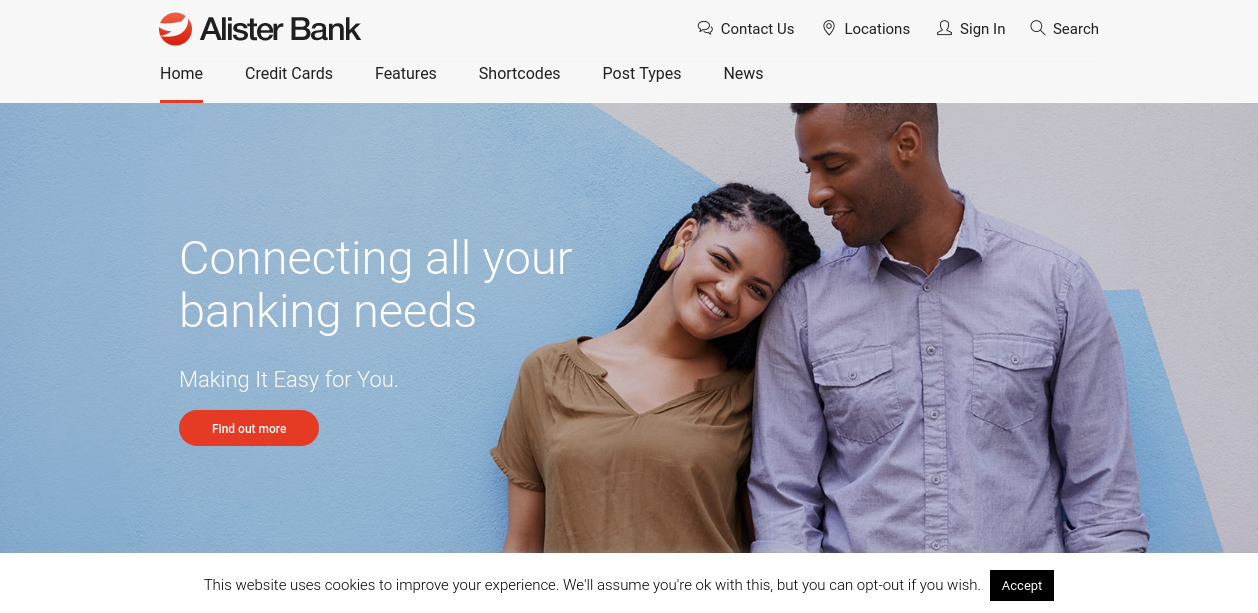 Alister Bank
Contact Us
Locations
Sign In
Search
Home
Credit Cards
Features
Shortcodes
Post Types
News
Connecting all your
banking needs
Making It Easy for You.
Find out more
This website uses cookies to improve your experience. We'll assume you're ok with this, but you can opt-out if you wish.
Accept